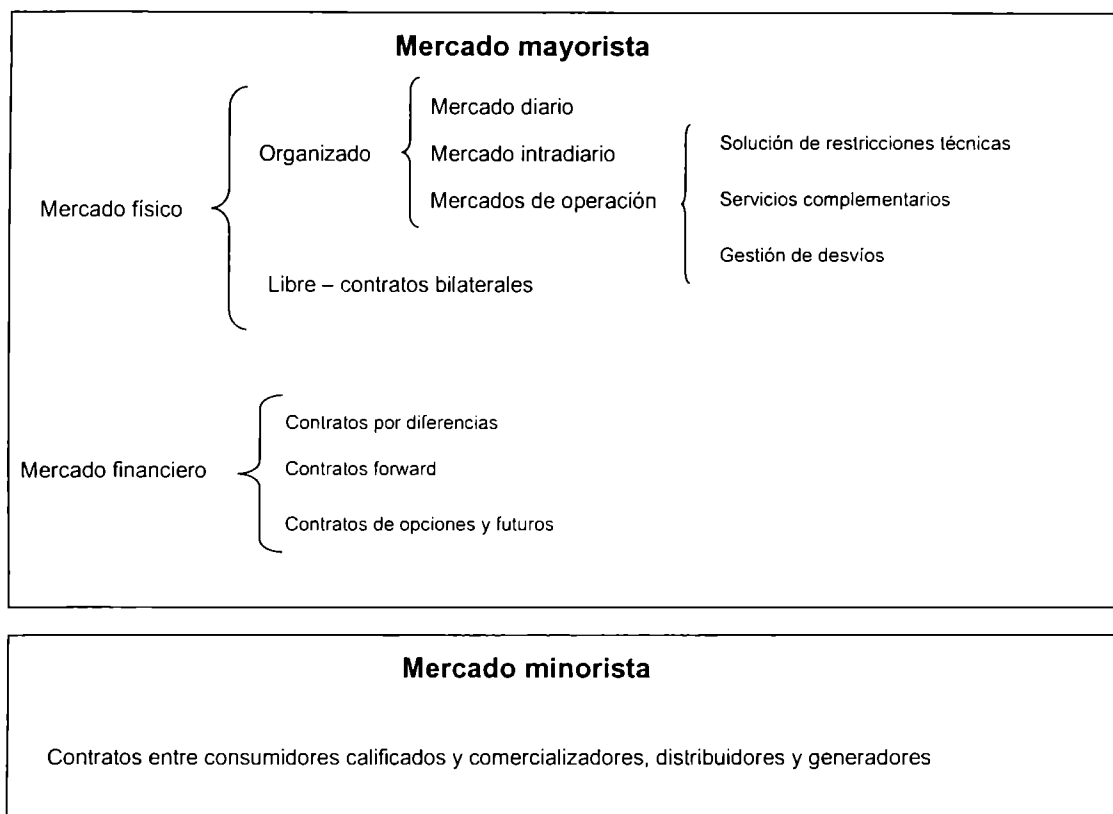 Mercado mayorista
Mercado físico
Organizado
Mercado diario
Mercado intradiario
Mercados de operación
Solución de restricciones técnicas
Servicios complementarios
Gestión de desvíos
Libre – contratos bilaterales
Mercado financiero
Contratos por diferencias
Contratos forward
Contratos de opciones y futuros
Mercado minorista
Contratos entre consumidores calificados y comercializadores, distribuidores y generadores